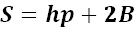 S = hp + 2B